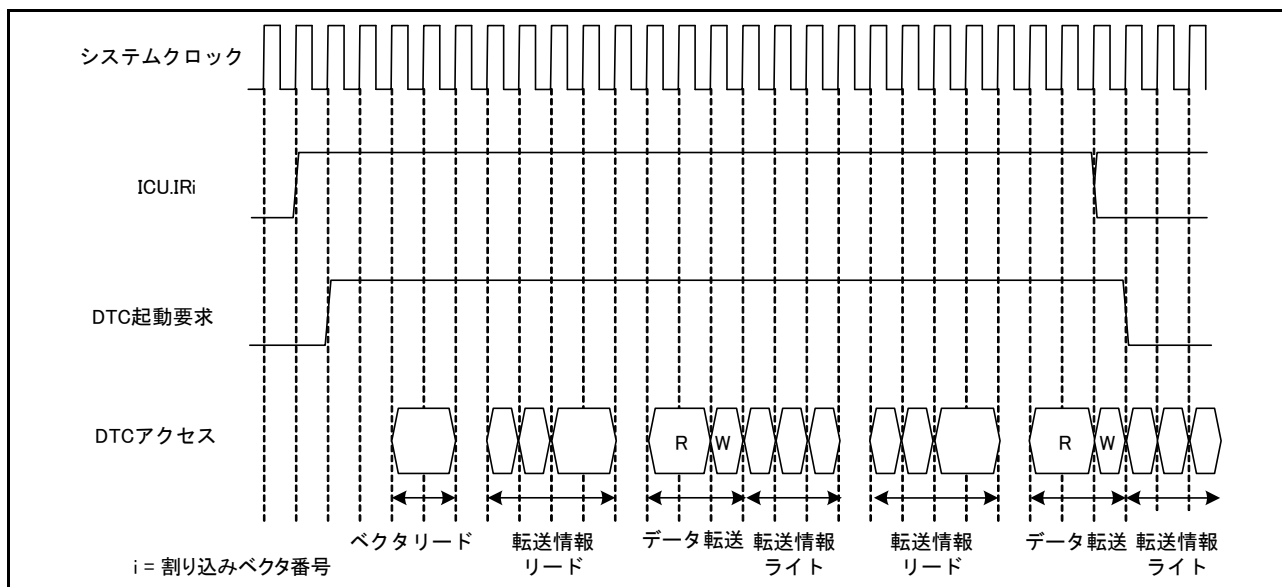 システムクロック
ICU.IRi
DTC起動要求
DTCアクセス
R
W
R
W
ベクタリード
転送情報
リード
データ転送
転送情報
ライト
転送情報
リード
データ転送
転送情報
ライト
i = 割り込みベクタ番号